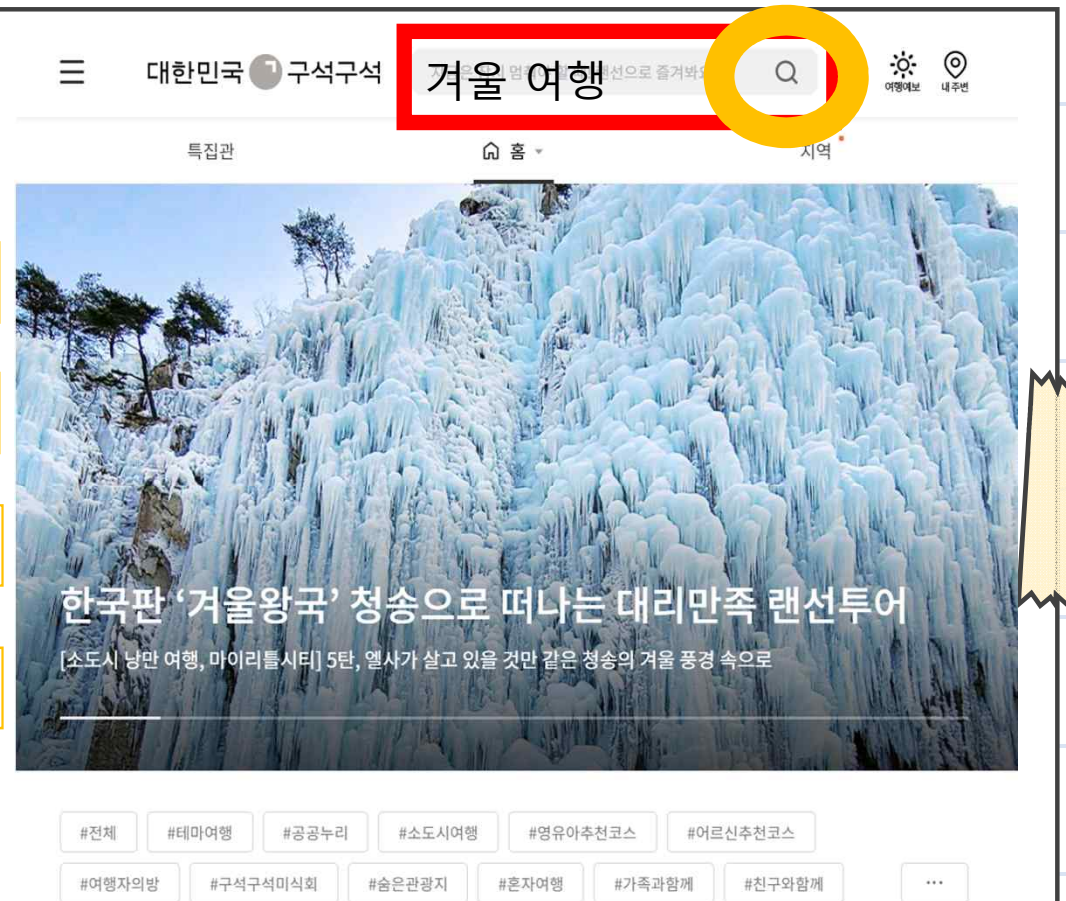 대한민국 구석구석
겨울 여행
여행예보 내주변
특집관 홈 지역
한국판 ‘겨울왕국’ 청송으로 떠나는 대리만족 랜선투어
[소도시 낭만 여행, 마이리틀시티] 5탄, 엘사가 살고 있을 것만 같은 청송의 겨울 풍경 속으로
#전체 #테마여행 #공공누리 #소도시여행 #영유아추천코스 #어르신추천코스
#여행자의방 #구석구석미식회 #숨은관광지 #혼자여행 #가족과함께 #친구와함께 ...